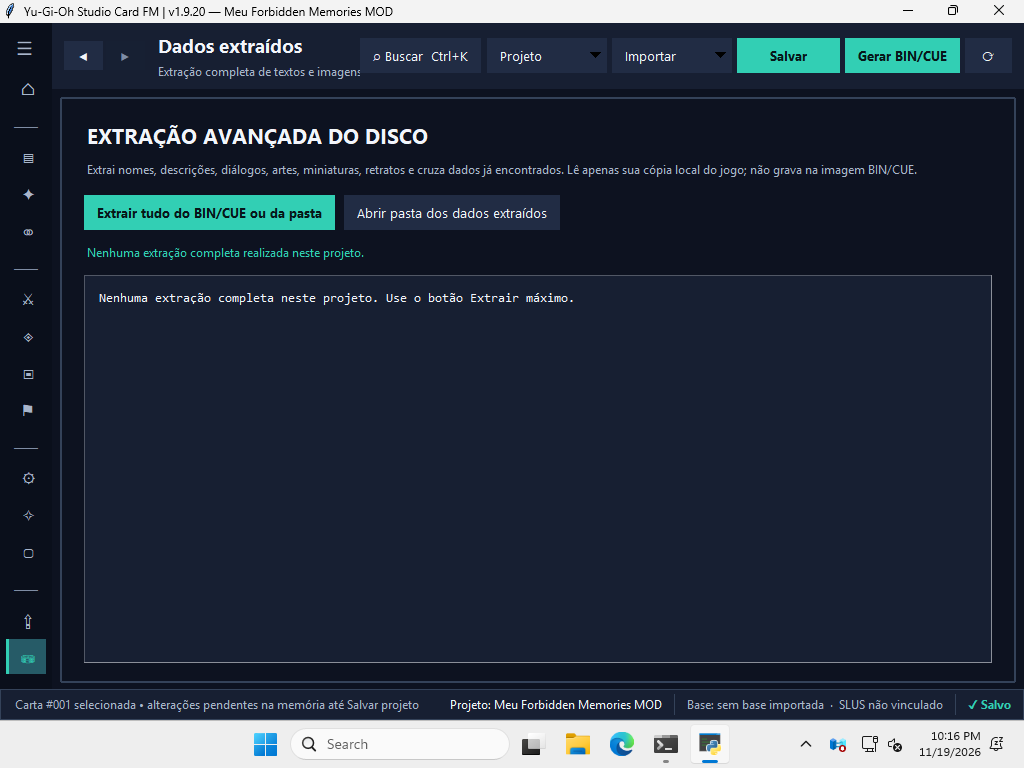 Yu-Gi-Oh Studio Card FM | v1.9.20 — Meu Forbidden Memories MOD
Dados extraídos
Extração completa de textos e imagens
Buscar Ctrl+K
Projeto
Importar
Salvar
Gerar BIN/CUE
EXTRAÇÃO AVANÇADA DO DISCO
Extrai nomes, descrições, diálogos, artes, miniaturas, retratos e cruza dados já encontrados. Lê apenas sua cópia local do jogo; não grava na imagem BIN/CUE.
Extrair tudo do BIN/CUE ou da pasta
Abrir pasta dos dados extraídos
Nenhuma extração completa realizada neste projeto.
Nenhuma extração completa neste projeto. Use o botão Extrair máximo.
Carta #001 selecionada • alterações pendentes na memória até Salvar projeto
Projeto: Meu Forbidden Memories MOD
Base: sem base importada · SLUS não vinculado
✓ Salvo
Search
10:16 PM
11/19/2026